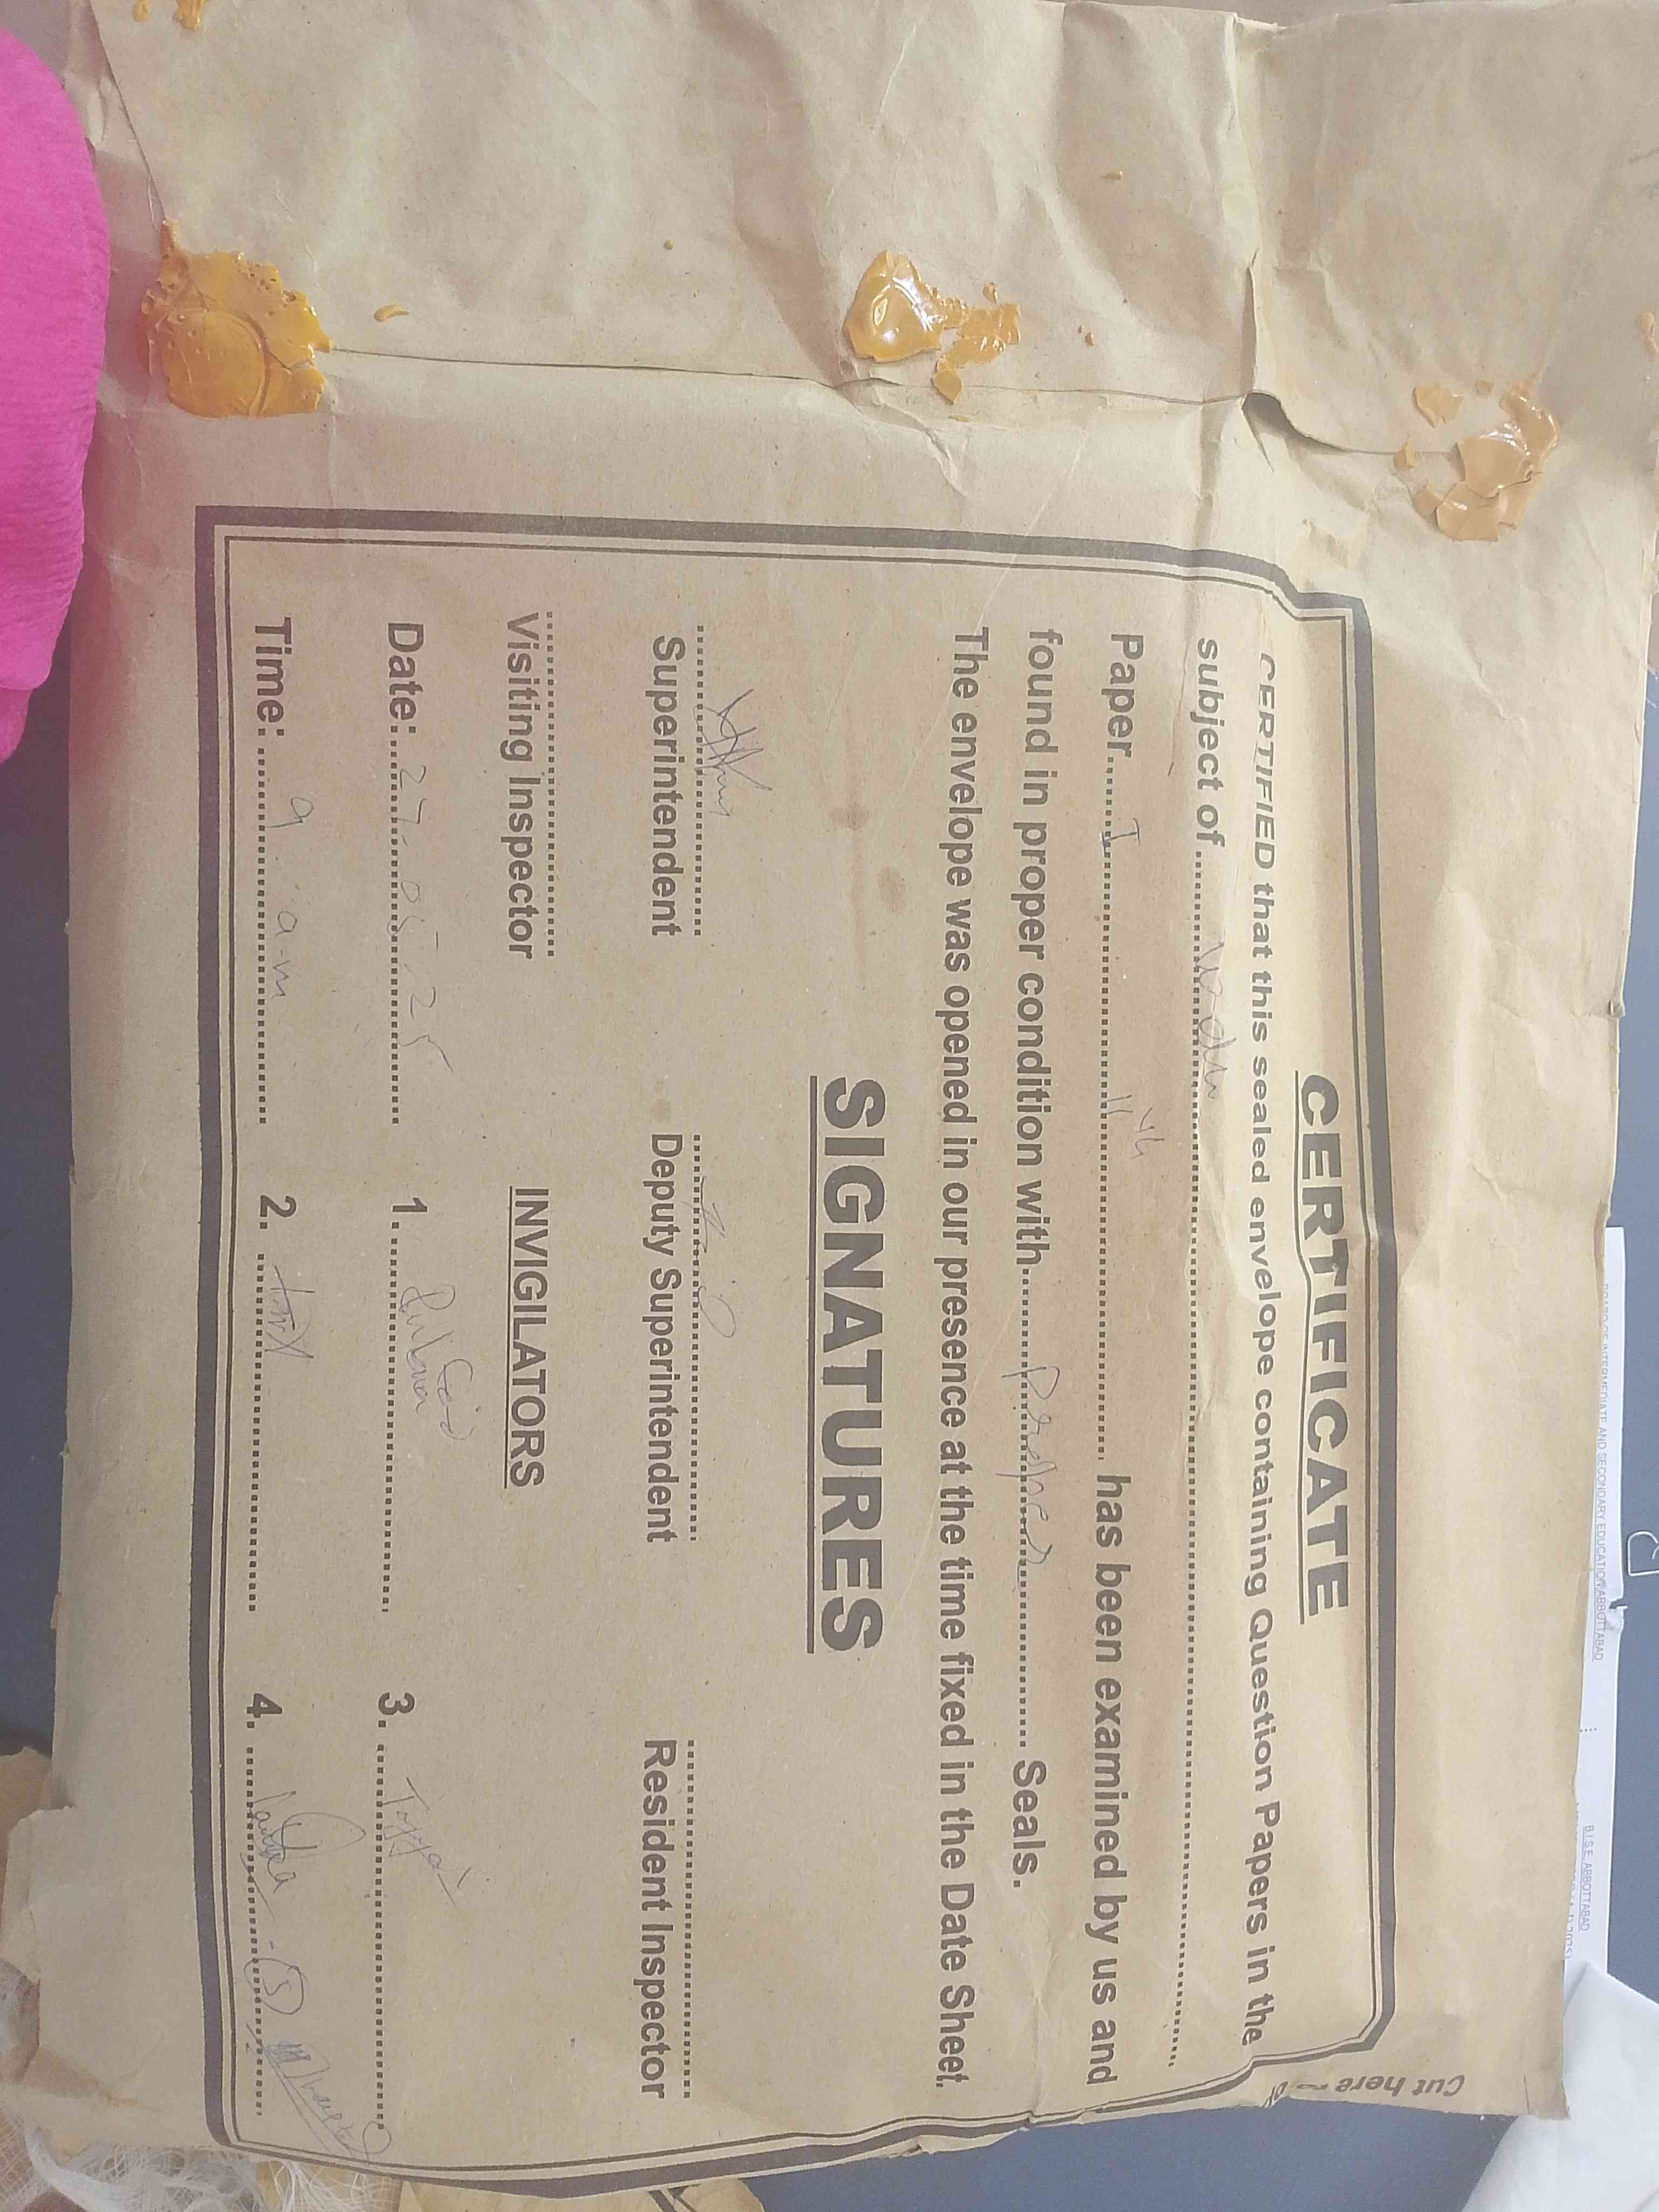 BOARD OF INTERMEDIATE AND SECONDARY EDUCATION ABBOTTABAD
B.I.S.E. ABBOTTABAD
Cut here
CERTIFICATE
CERTIFIED that this sealed envelope containing Question Papers in the
subject of .......... Urdu ..........
Paper ...... I ...... 11th ...... has been examined by us and
found in proper condition with .......... Seals.
The envelope was opened in our presence at the time fixed in the Date Sheet.
SIGNATURES
Superintendent Deputy Superintendent Resident Inspector
Visiting Inspector INVIGILATORS
Date: 27-05-25 1. .......... 3. ..........
Time: 9 a.m 2. .......... 4. .......... (5)